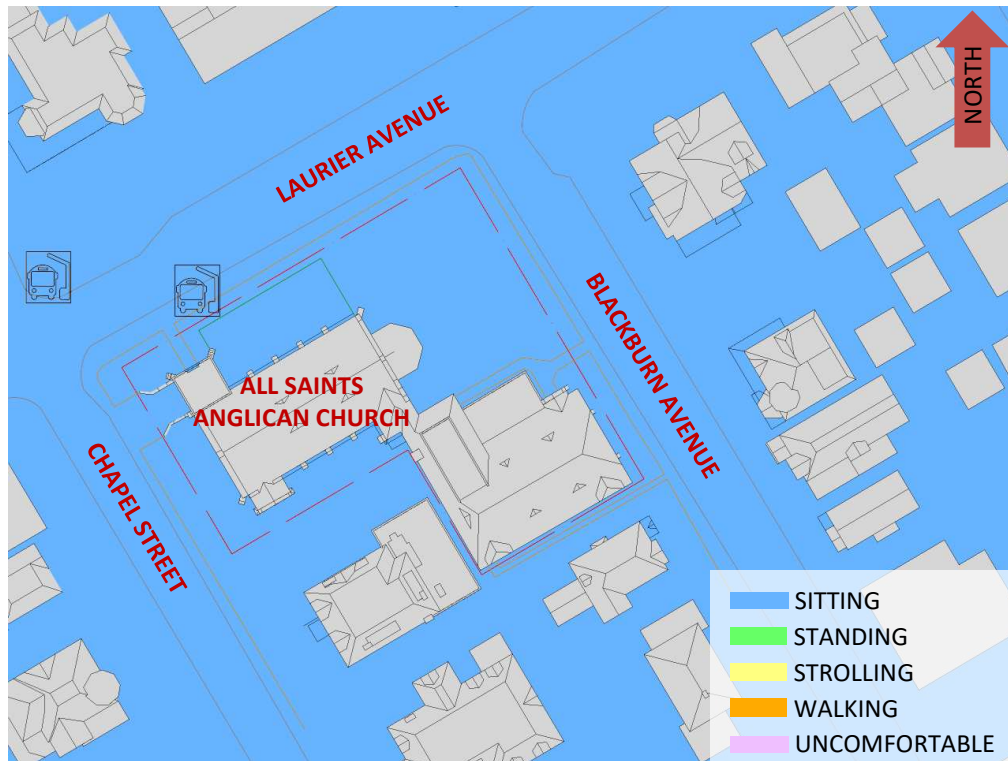 NORTH
LAURIER AVENUE
BLACKBURN AVENUE
ALL SAINTS
ANGLICAN CHURCH
CHAPEL STREET
SITTING
STANDING
STROLLING
WALKING
UNCOMFORTABLE